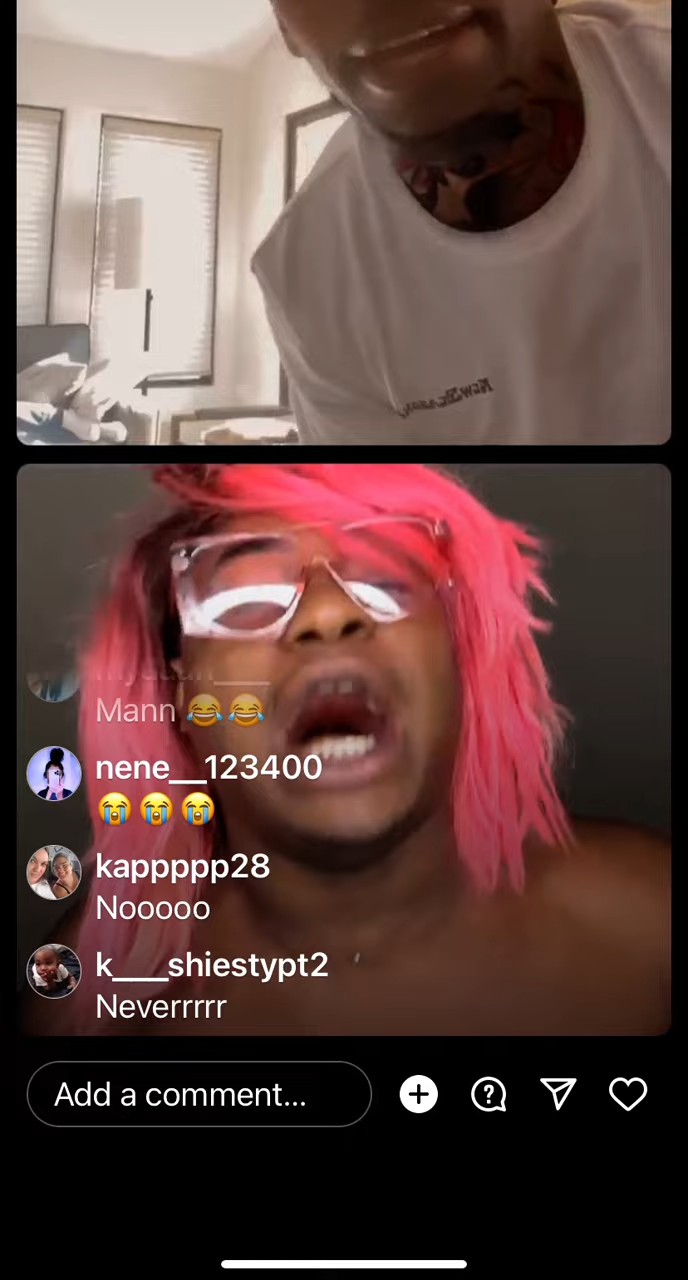 Mann 😂😂
nene__123400
😭😭😭
kappppp28
Nooooo
k___shiestypt2
Neverrrrr
Add a comment...